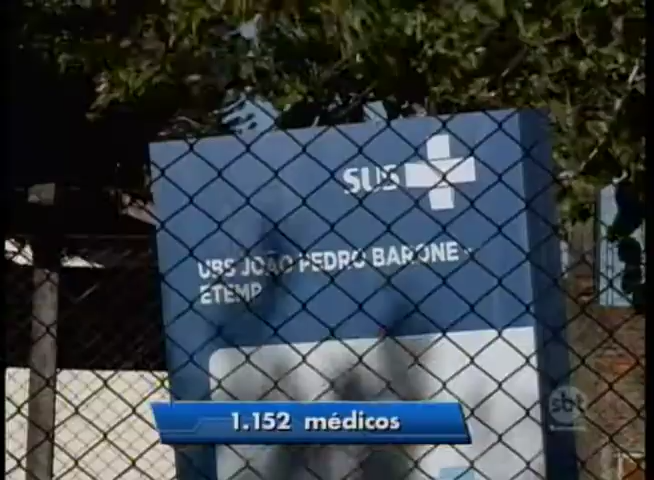 SUS
UBS JOÃO PEDRO BARONE -
ETEMP
1.152 médicos
sbt